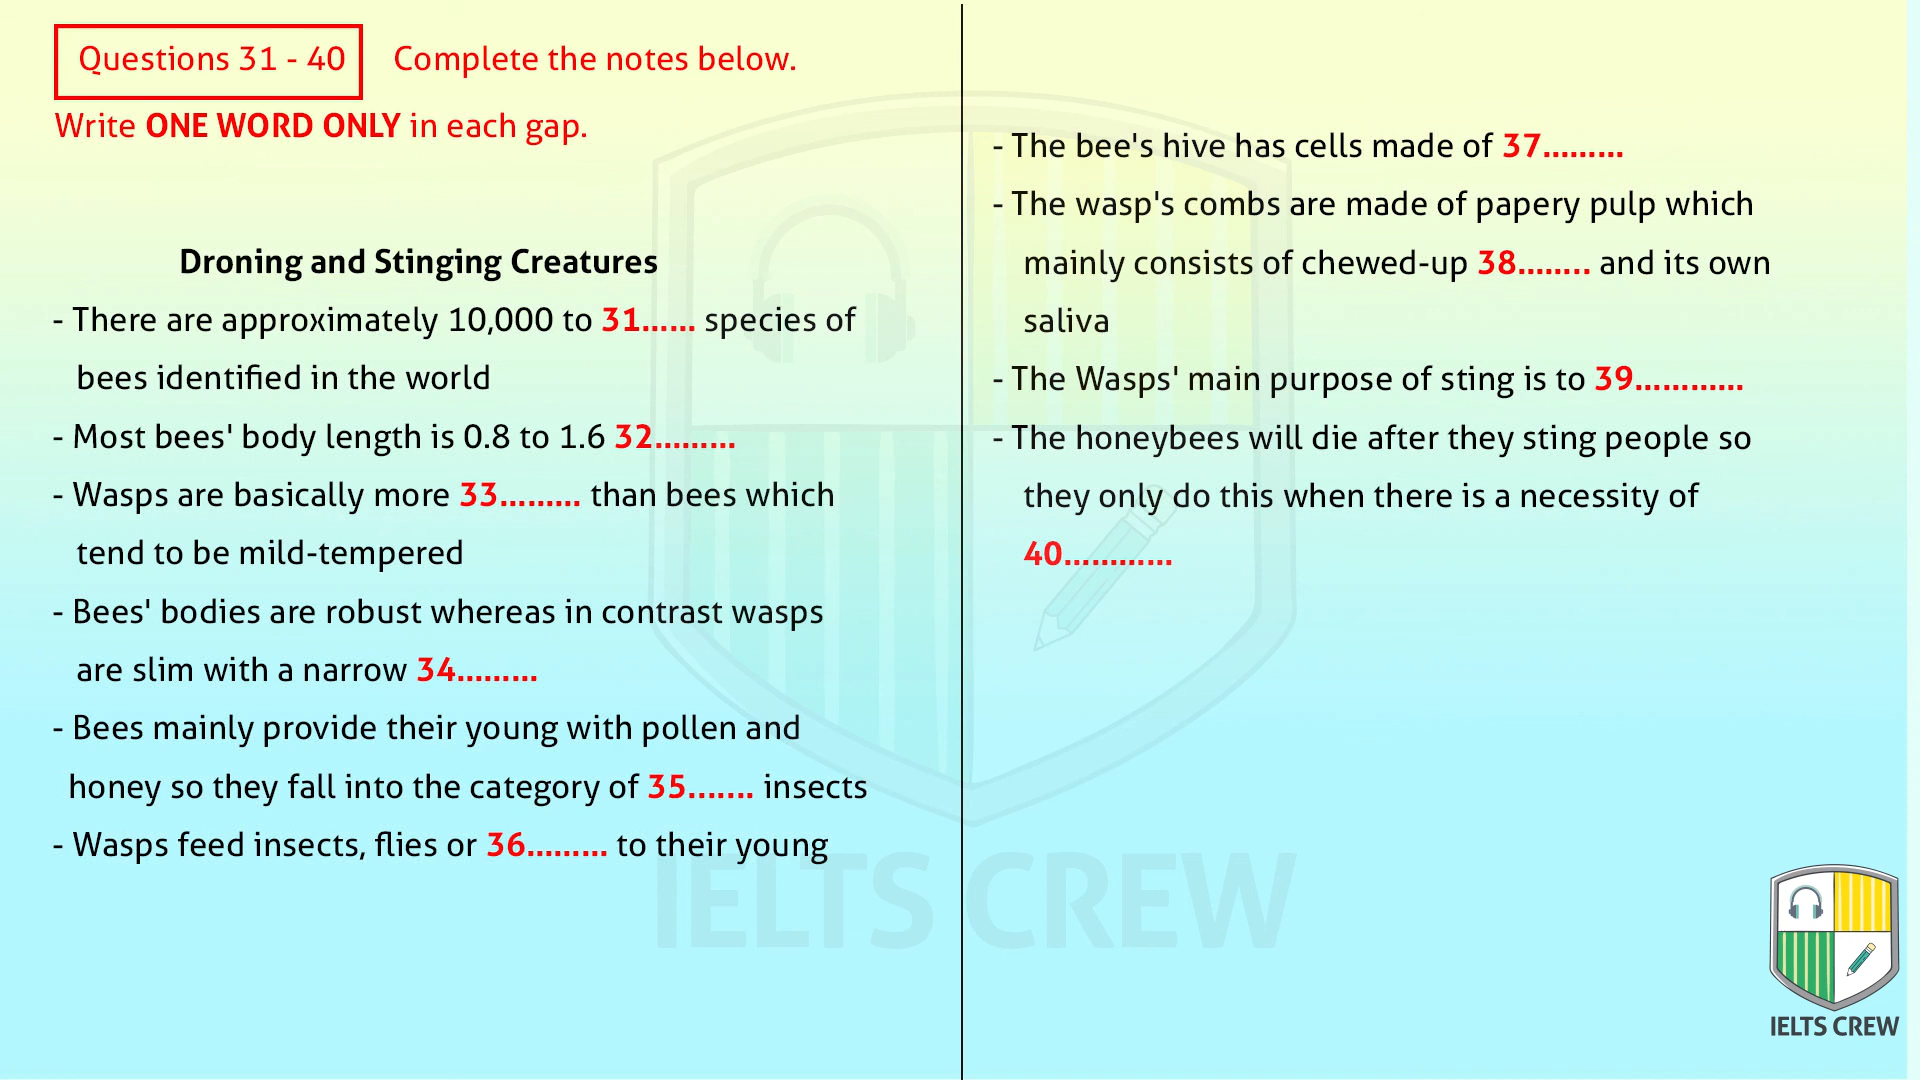 Questions 31 - 40 Complete the notes below.
Write ONE WORD ONLY in each gap.
Droning and Stinging Creatures
- There are approximately 10,000 to 31...... species of
bees identified in the world
- Most bees' body length is 0.8 to 1.6 32.........
- Wasps are basically more 33......... than bees which
tend to be mild-tempered
- Bees' bodies are robust whereas in contrast wasps
are slim with a narrow 34.........
- Bees mainly provide their young with pollen and
honey so they fall into the category of 35....... insects
- Wasps feed insects, flies or 36......... to their young
- The bee's hive has cells made of 37.........
- The wasp's combs are made of papery pulp which
mainly consists of chewed-up 38........ and its own
saliva
- The Wasps' main purpose of sting is to 39............
- The honeybees will die after they sting people so
they only do this when there is a necessity of
40............
IELTS CREW
IELTS CREW